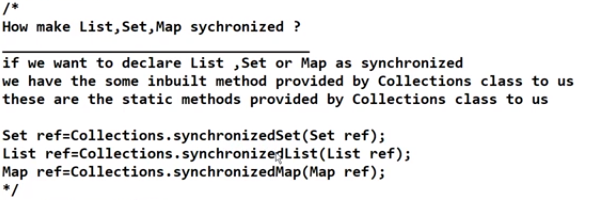 /*
How make List,Set,Map sychronized ?
if we want to declare List ,Set or Map as synchronized
we have the some inbuilt method provided by Collections class to us
these are the static methods provided by Collections class to us
Set ref=Collections.synchronizedSet(Set ref);
List ref=Collections.synchronizedList(List ref);
Map ref=Collections.synchronizedMap(Map ref);
*/